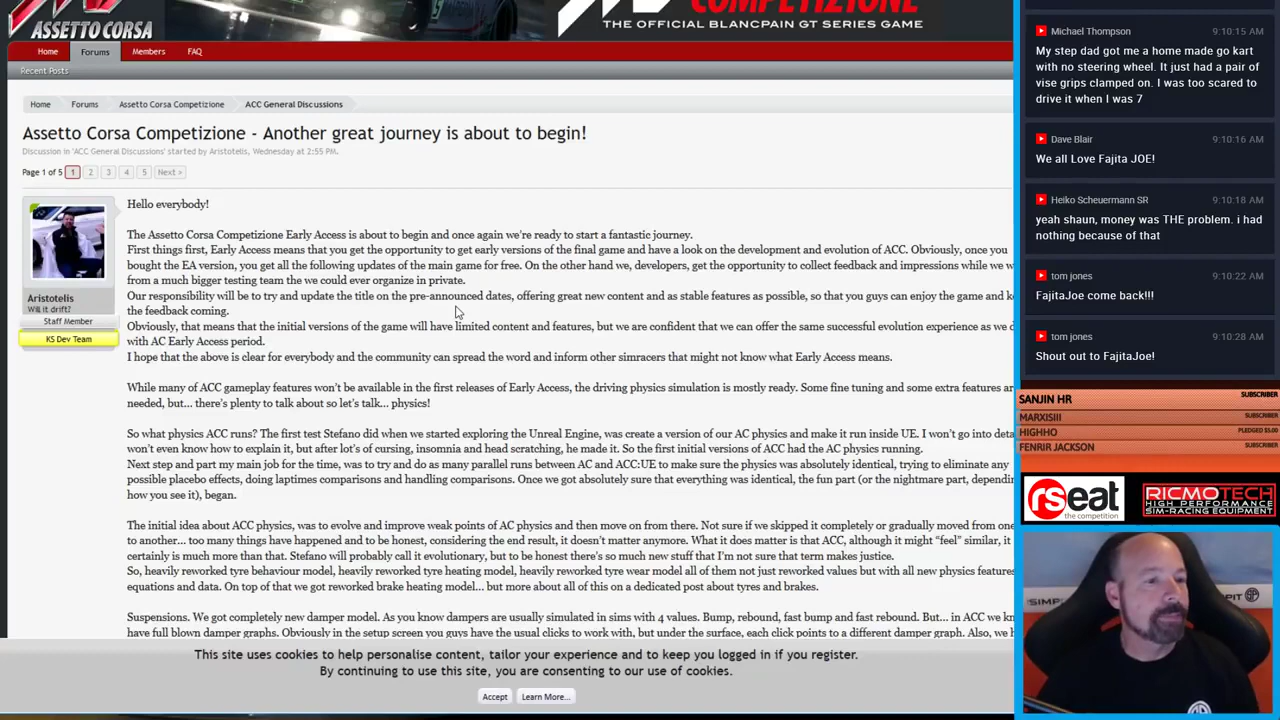 ASSETTO CORSA
COMPETIZIONE
THE OFFICIAL BLANCPAIN GT SERIES GAME
Home
Forums
Members
FAQ
Recent Posts
Home
Forums
Assetto Corsa Competizione
ACC General Discussions
Assetto Corsa Competizione - Another great journey is about to begin!
Discussion in 'ACC General Discussions' started by Aristotelis, Wednesday at 2:55 PM.
Page 1 of 5 1 2 3 4 5 Next >
Aristotelis
Will it drift?
Staff Member
KS Dev Team
Hello everybody!
The Assetto Corsa Competizione Early Access is about to begin and once again we're ready to start a fantastic journey.
First things first, Early Access means that you get the opportunity to get early versions of the final game and have a look on the development and evolution of ACC. Obviously, once you
bought the EA version, you get all the following updates of the main game for free. On the other hand we, developers, get the opportunity to collect feedback and impressions while we w
from a much bigger testing team the we could ever organize in private.
Our responsibility will be to try and update the title on the pre-announced dates, offering great new content and as stable features as possible, so that you guys can enjoy the game and k
the feedback coming.
Obviously, that means that the initial versions of the game will have limited content and features, but we are confident that we can offer the same successful evolution experience as we d
with AC Early Access period.
I hope that the above is clear for everybody and the community can spread the word and inform other simracers that might not know what Early Access means.
While many of ACC gameplay features won't be available in the first releases of Early Access, the driving physics simulation is mostly ready. Some fine tuning and some extra features are
needed, but... there's plenty to talk about so let's talk... physics!
So what physics ACC runs? The first test Stefano did when we started exploring the Unreal Engine, was create a version of our AC physics and make it run inside UE. I won't go into deta
won't even know how to explain it, but after lot's of cursing, insomnia and head scratching, he made it. So the first initial versions of ACC had the AC physics running.
Next step and part my main job for the time, was to try and do as many parallel runs between AC and ACC:UE to make sure the physics was absolutely identical, trying to eliminate any
possible placebo effects, doing laptimes comparisons and handling comparisons. Once we got absolutely sure that everything was identical, the fun part (or the nightmare part, dependin
how you see it), began.
The initial idea about ACC physics, was to evolve and improve weak points of AC physics and then move on from there. Not sure if we skipped it completely or gradually moved from one
to another... too many things have happened and to be honest, considering the end result, it doesn't matter anymore. What it does matter is that ACC, although it might "feel" similar, it
certainly is much more than that. Stefano will probably call it evolutionary, but to be honest there's so much new stuff that I'm not sure that term makes justice.
So, heavily reworked tyre behaviour model, heavily reworked tyre heating model, heavily reworked tyre wear model all of them not just reworked values but with all new physics features
equations and data. On top of that we got reworked brake heating model... but more about all of this on a dedicated post about tyres and brakes.
Suspensions. We got completely new damper model. As you know dampers are usually simulated in sims with 4 values. Bump, rebound, fast bump and fast rebound. But... in ACC we kn
have full blown damper graphs. Obviously in the setup screen you guys have the usual clicks to work with, but under the surface, each click points to a different damper graph. Also, we h
This site uses cookies to help personalise content, tailor your experience and to keep you logged in if you register.
By continuing to use this site, you are consenting to our use of cookies.
Accept
Learn More...
Michael Thompson 9:10:15 AM
My step dad got me a home made go kart
with no steering wheel. It just had a pair of
vise grips clamped on. I was too scared to
drive it when I was 7
Dave Blair 9:10:16 AM
We all Love Fajita JOE!
Heiko Scheuermann SR 9:10:18 AM
yeah shaun, money was THE problem. i had
nothing because of that
tom jones 9:10:22 AM
FajitaJoe come back!!!
tom jones 9:10:28 AM
Shout out to FajitaJoe!
SANJIN HR SUBSCRIBER
MARXISIII SUBSCRIBER
HIGHHO PLEDGED $5.00
FENRIR JACKSON SUBSCRIBER
rseat
the competition
RICMOTECH
HIGH PERFORMANCE
SIM-RACING EQUIPMENT